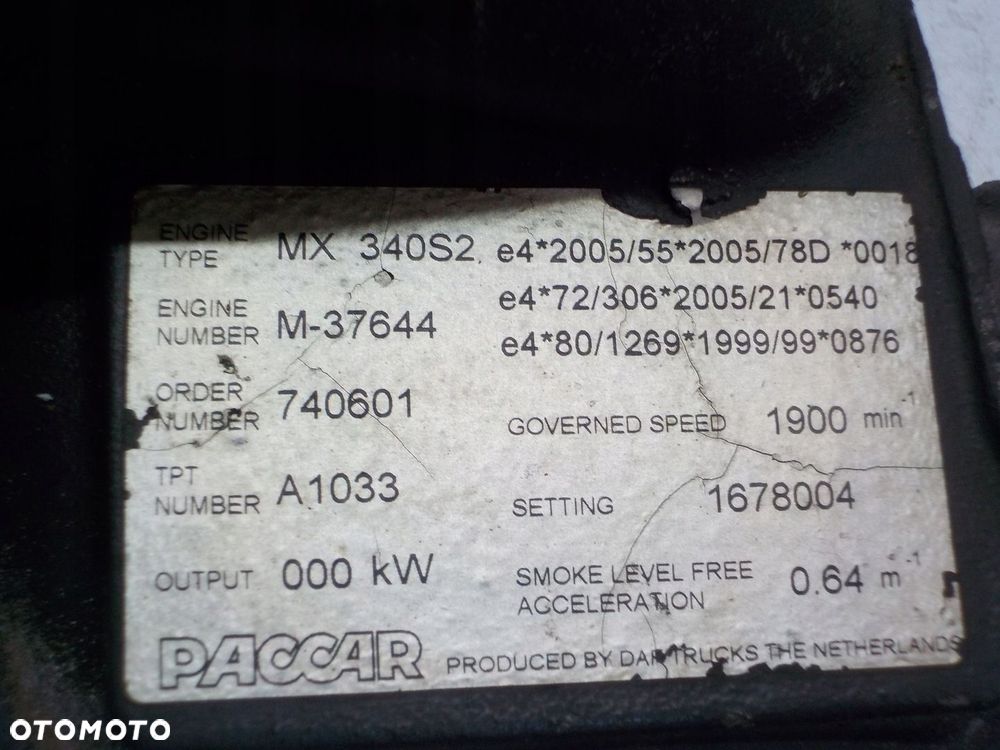 ENGINE TYPE MX 340S2 e4*2005/55*2005/78D *0018
ENGINE NUMBER M-37644 e4*72/306*2005/21*0540
e4*80/1269*1999/99*0876
ORDER NUMBER 740601 GOVERNED SPEED 1900 min-1
TPT NUMBER A1033 SETTING 1678004
OUTPUT 000 kW SMOKE LEVEL FREE ACCELERATION 0.64 m-1
PACCAR PRODUCED BY DAF TRUCKS THE NETHERLANDS
OTOMOTO